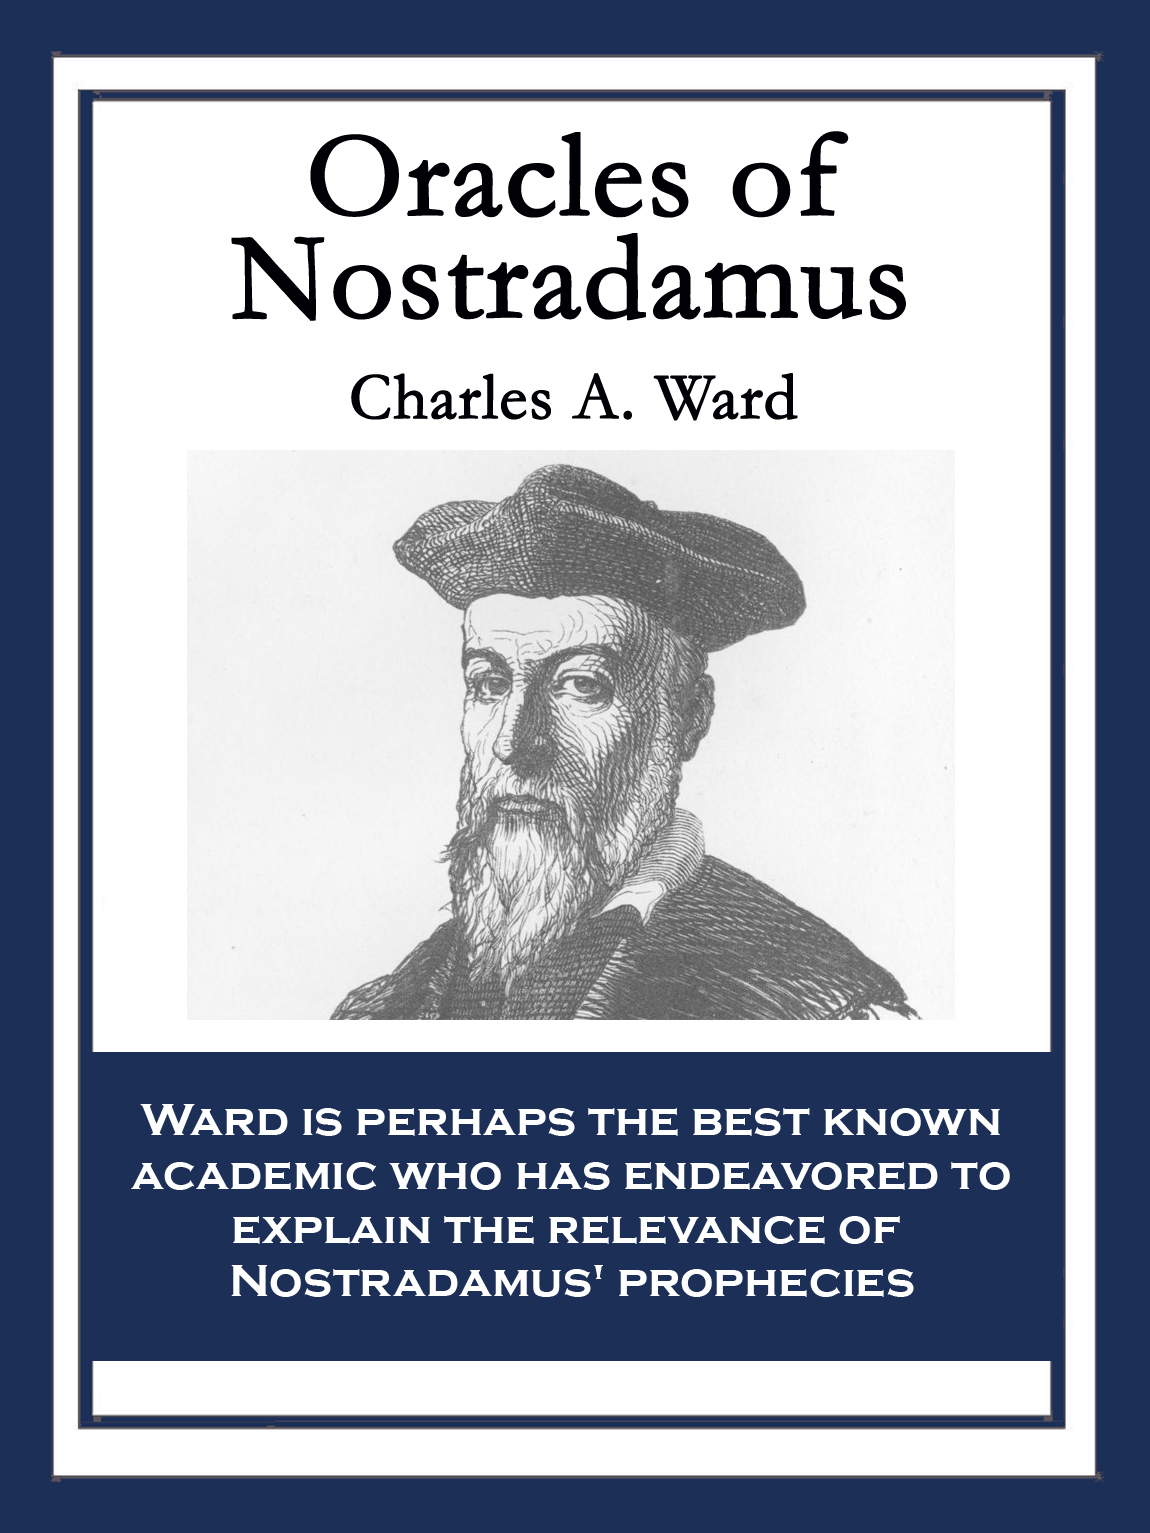 Oracles of
Nostradamus
Charles A. Ward
Ward is perhaps the best known
academic who has endeavored to
explain the relevance of
Nostradamus' prophecies